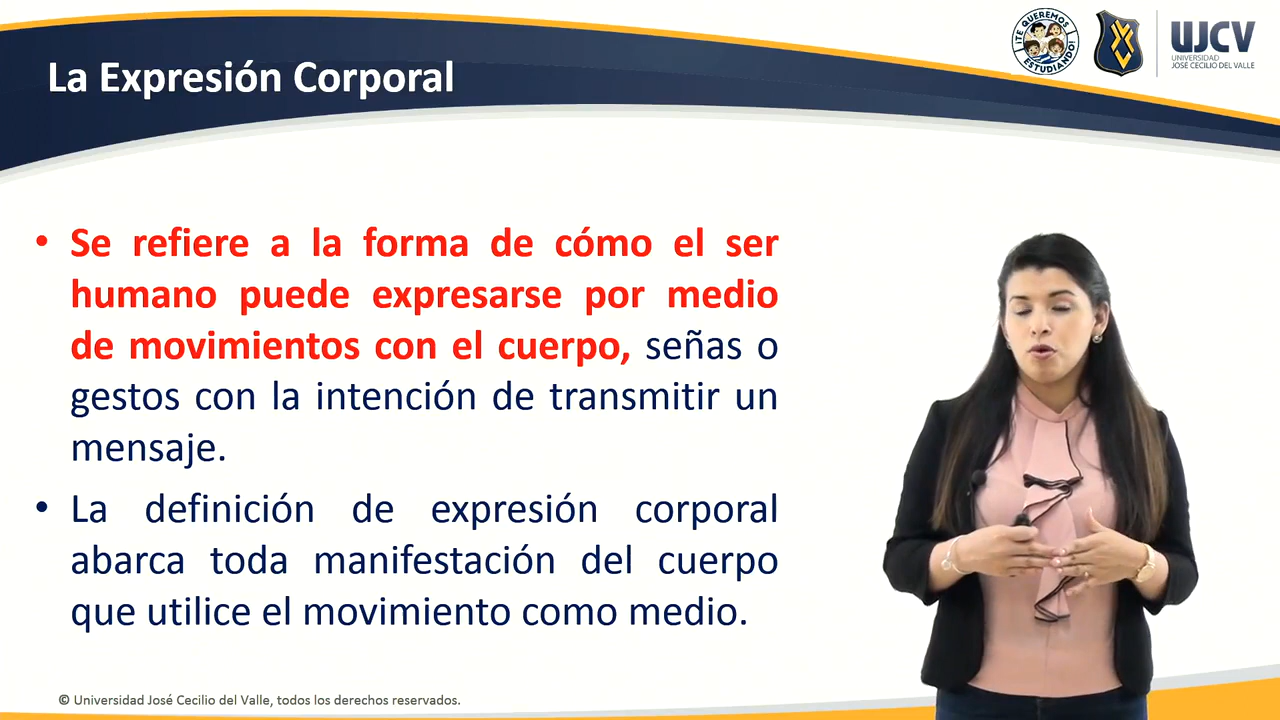 ¡TE QUEREMOS
ESTUDIANDO!
UJCV
UNIVERSIDAD
JOSÉ CECILIO DEL VALLE
La Expresión Corporal
• Se refiere a la forma de cómo el ser
humano puede expresarse por medio
de movimientos con el cuerpo, señas o
gestos con la intención de transmitir un
mensaje.
• La definición de expresión corporal
abarca toda manifestación del cuerpo
que utilice el movimiento como medio.
© Universidad José Cecilio del Valle, todos los derechos reservados.